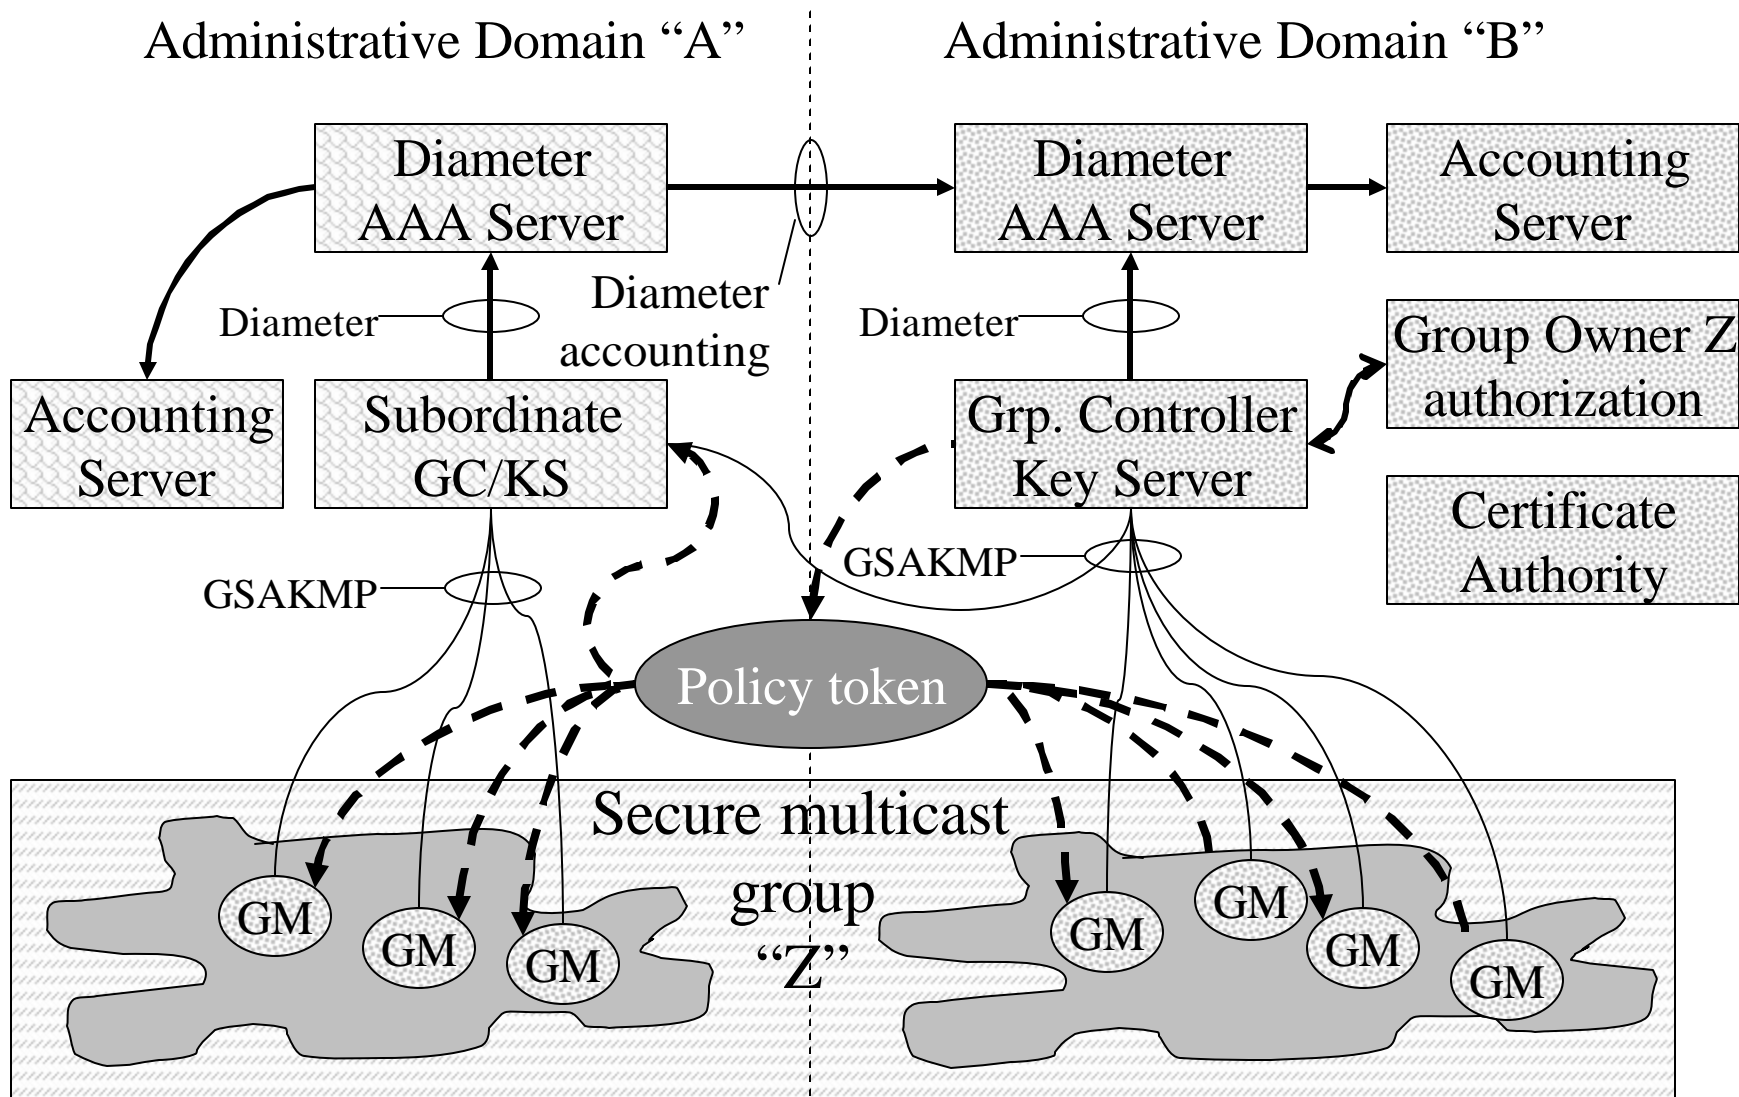 Administrative Domain “A”
Administrative Domain “B”
Diameter
AAA Server
Diameter
AAA Server
Accounting
Server
Diameter
accounting
Diameter
Diameter
Group Owner Z
authorization
Accounting
Server
Subordinate
GC/KS
Grp. Controller
Key Server
Certificate
Authority
GSAKMP
GSAKMP
Policy token
Secure multicast
group
“Z”
GM
GM
GM
GM
GM
GM
GM